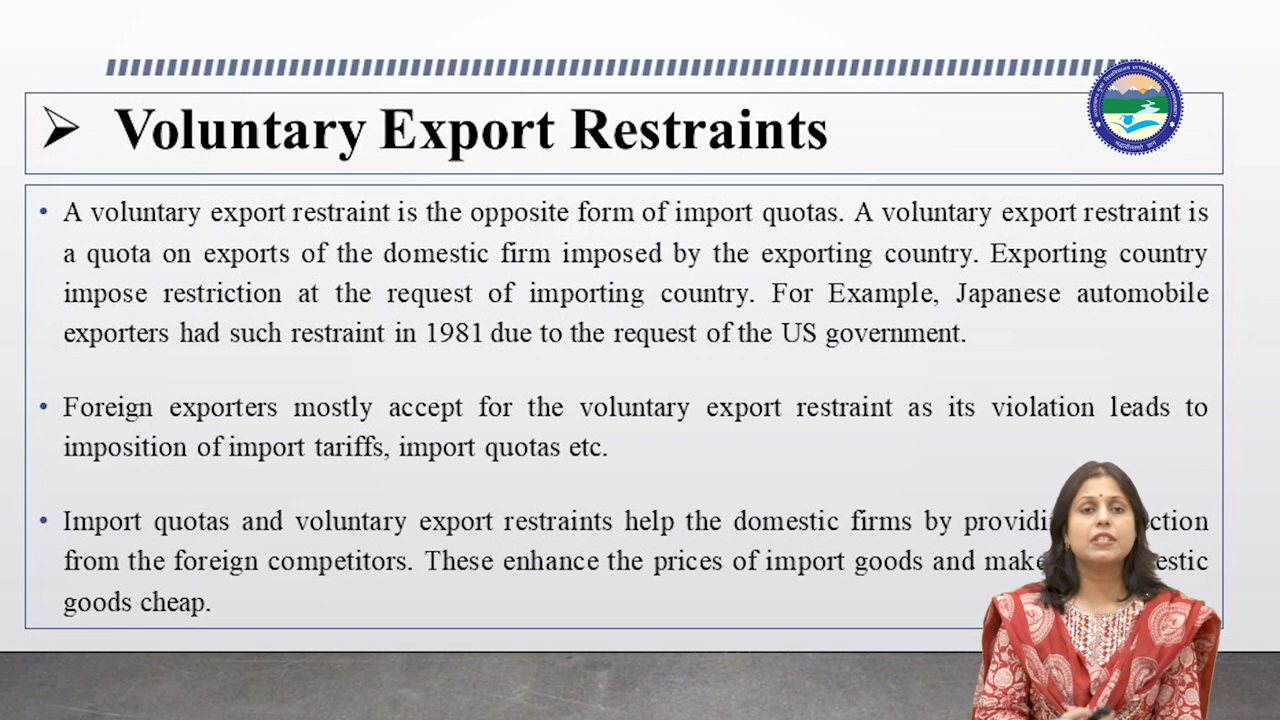 Voluntary Export Restraints
• A voluntary export restraint is the opposite form of import quotas. A voluntary export restraint is
a quota on exports of the domestic firm imposed by the exporting country. Exporting country
impose restriction at the request of importing country. For Example, Japanese automobile
exporters had such restraint in 1981 due to the request of the US government.
• Foreign exporters mostly accept for the voluntary export restraint as its violation leads to
imposition of import tariffs, import quotas etc.
• Import quotas and voluntary export restraints help the domestic firms by
from the foreign competitors. These enhance the prices of import goods and
goods cheap.